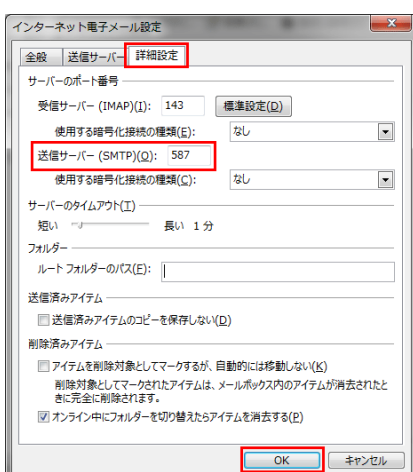 インターネット電子メール設定
全般 送信サーバー 詳細設定
サーバーのポート番号
受信サーバー (IMAP)(I): 143 標準設定(D)
使用する暗号化接続の種類(E): なし
送信サーバー (SMTP)(O): 587
使用する暗号化接続の種類(C): なし
サーバーのタイムアウト(T)
短い 長い 1 分
フォルダー
ルート フォルダーのパス(F):
送信済みアイテム
送信済みアイテムのコピーを保存しない(D)
削除済みアイテム
アイテムを削除対象としてマークするが、自動的には移動しない(K)
削除対象としてマークされたアイテムは、メールボックス内のアイテムが消去されたと
きに完全に削除されます。
オンライン中にフォルダーを切り替えたらアイテムを消去する(P)
OK キャンセル